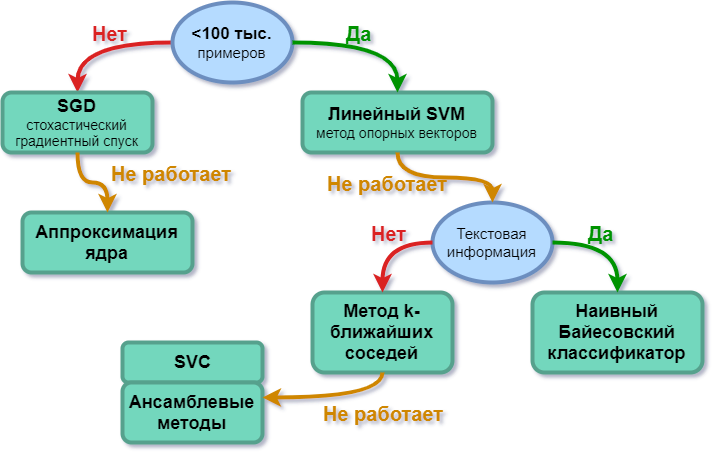 <100 тыс.
примеров
Нет
Да
SGD
стохастический
градиентный спуск
Линейный SVM
метод опорных векторов
Не работает
Не работает
Аппроксимация
ядра
Текстовая
информация
Нет
Да
Метод k-
ближайших
соседей
Наивный
Байесовский
классификатор
SVC
Ансамблевые
методы
Не работает